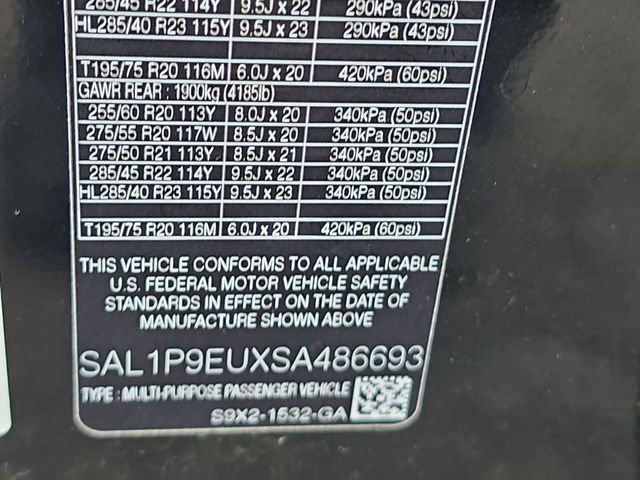 285/45 R22 114Y 9.5J x 22 290kPa (43psi)
HL285/40 R23 115Y 9.5J x 23 290kPa (43psi)
T195/75 R20 116M 6.0J x 20 420kPa (60psi)
GAWR REAR : 1900kg (4185lb)
255/60 R20 113Y 8.0J x 20 340kPa (50psi)
275/55 R20 117W 8.5J x 20 340kPa (50psi)
275/50 R21 113Y 8.5J x 21 340kPa (50psi)
285/45 R22 114Y 9.5J x 22 340kPa (50psi)
HL285/40 R23 115Y 9.5J x 23 340kPa (50psi)
T195/75 R20 116M 6.0J x 20 420kPa (60psi)
THIS VEHICLE CONFORMS TO ALL APPLICABLE
U.S. FEDERAL MOTOR VEHICLE SAFETY
STANDARDS IN EFFECT ON THE DATE OF
MANUFACTURE SHOWN ABOVE
SAL1P9EUXSA486693
TYPE : MULTI-PURPOSE PASSENGER VEHICLE
S9X2-1532-GA